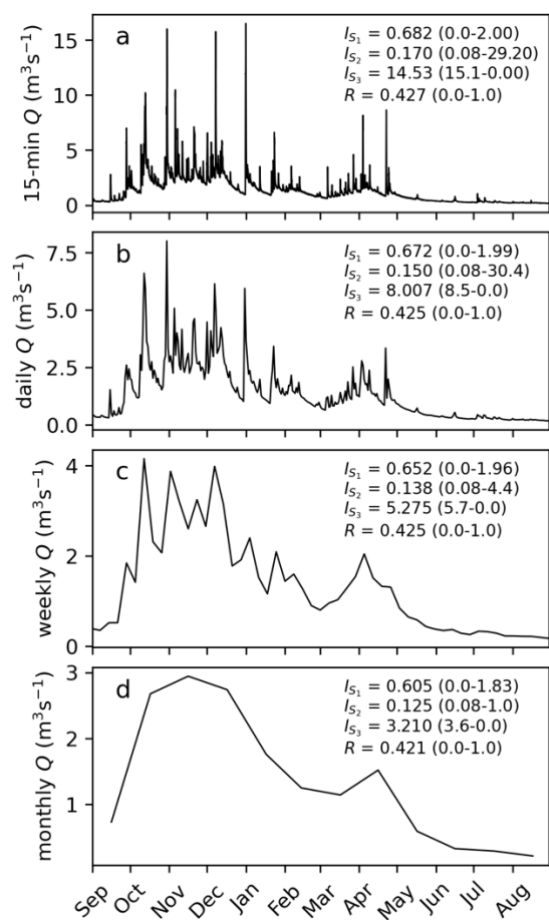 a
15-min Q (m³s⁻¹)
15
10
5
0
I_S₁ = 0.682 (0.0-2.00)
I_S₂ = 0.170 (0.08-29.20)
I_S₃ = 14.53 (15.1-0.00)
R = 0.427 (0.0-1.0)
b
daily Q (m³s⁻¹)
7.5
5.0
2.5
0.0
I_S₁ = 0.672 (0.0-1.99)
I_S₂ = 0.150 (0.08-30.4)
I_S₃ = 8.007 (8.5-0.0)
R = 0.425 (0.0-1.0)
c
weekly Q (m³s⁻¹)
4
2
0
I_S₁ = 0.652 (0.0-1.96)
I_S₂ = 0.138 (0.08-4.4)
I_S₃ = 5.275 (5.7-0.0)
R = 0.425 (0.0-1.0)
d
monthly Q (m³s⁻¹)
3
2
1
I_S₁ = 0.605 (0.0-1.83)
I_S₂ = 0.125 (0.08-1.0)
I_S₃ = 3.210 (3.6-0.0)
R = 0.421 (0.0-1.0)
Sep Oct Nov Dec Jan Feb Mar Apr May Jun Jul Aug